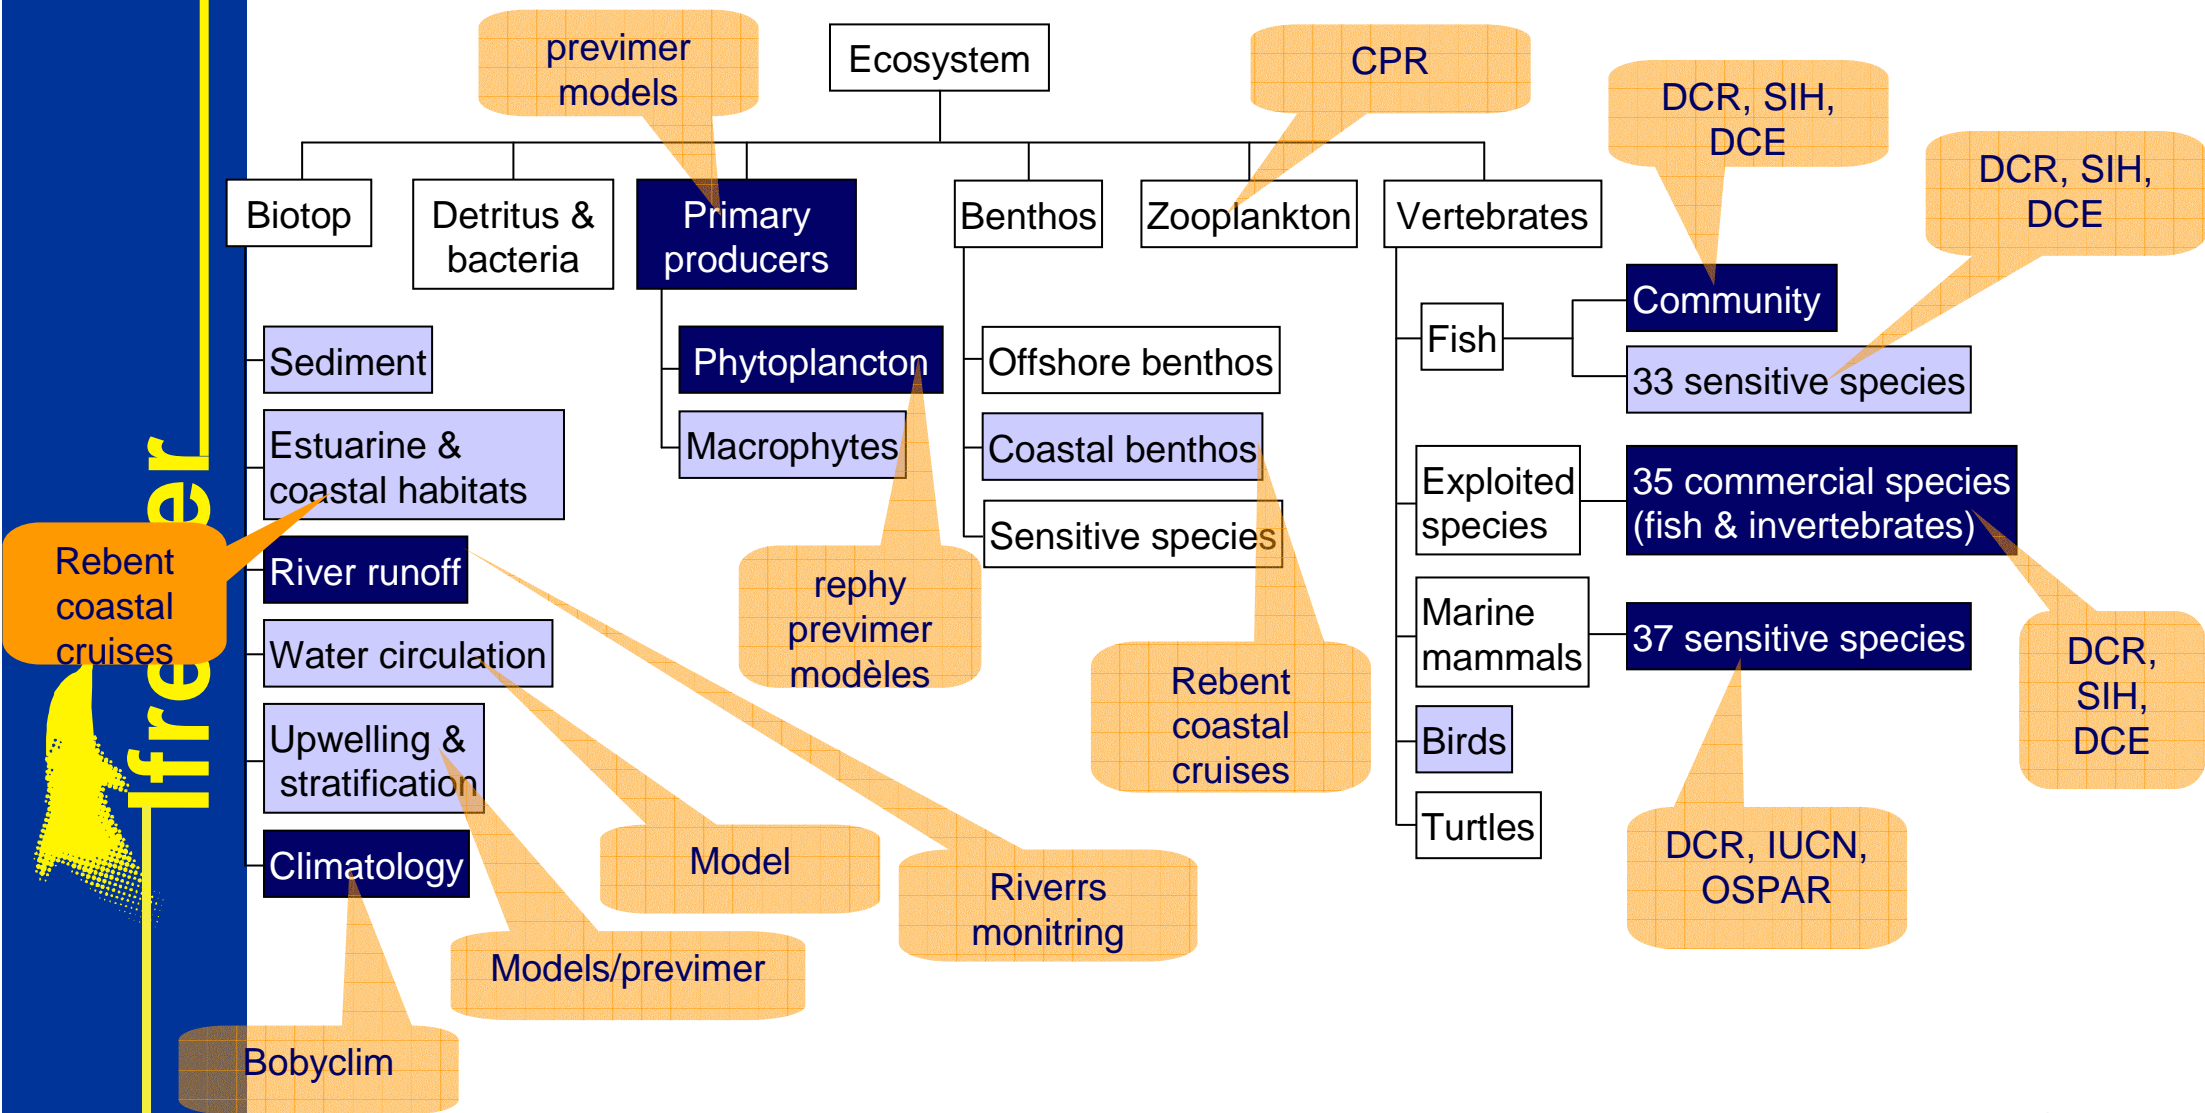 previmer
models
Ecosystem
CPR
DCR, SIH,
DCE
DCR, SIH,
DCE
Biotop
Detritus &
bacteria
Primary
producers
Benthos
Zooplankton
Vertebrates
Sediment
Estuarine &
coastal habitats
River runoff
Water circulation
Upwelling &
stratification
Climatology
Phytoplancton
Macrophytes
Offshore benthos
Coastal benthos
Sensitive species
Fish
Community
33 sensitive species
Exploited
species
35 commercial species
(fish & invertebrates)
Marine
mammals
37 sensitive species
Birds
Turtles
Rebent
coastal
cruises
rephy
previmer
modèles
Rebent
coastal
cruises
DCR,
SIH,
DCE
Model
Riverrs
monitring
DCR, IUCN,
OSPAR
Models/previmer
Bobyclim